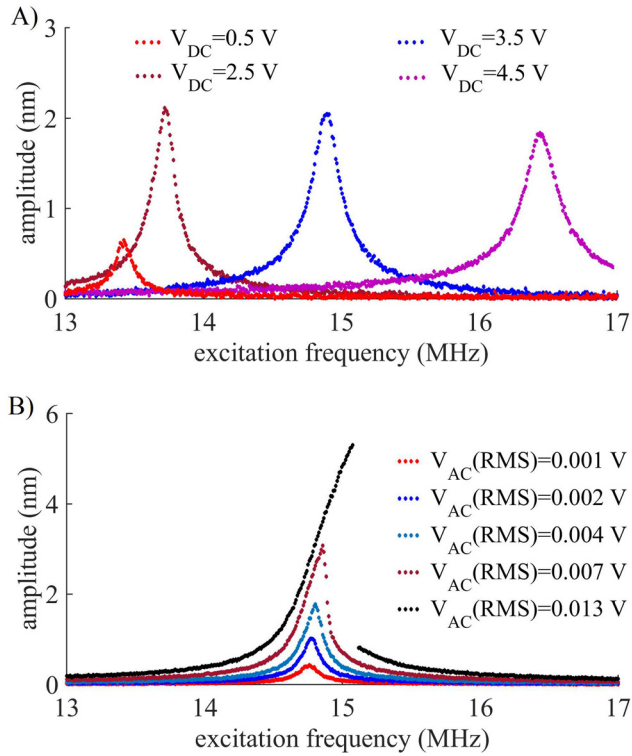 A)
3
2
1
0
amplitude (nm)
V_DC=0.5 V
V_DC=2.5 V
V_DC=3.5 V
V_DC=4.5 V
13 14 15 16 17
excitation frequency (MHz)
B)
6
4
2
0
amplitude (nm)
V_AC(RMS)=0.001 V
V_AC(RMS)=0.002 V
V_AC(RMS)=0.004 V
V_AC(RMS)=0.007 V
V_AC(RMS)=0.013 V
13 14 15 16 17
excitation frequency (MHz)